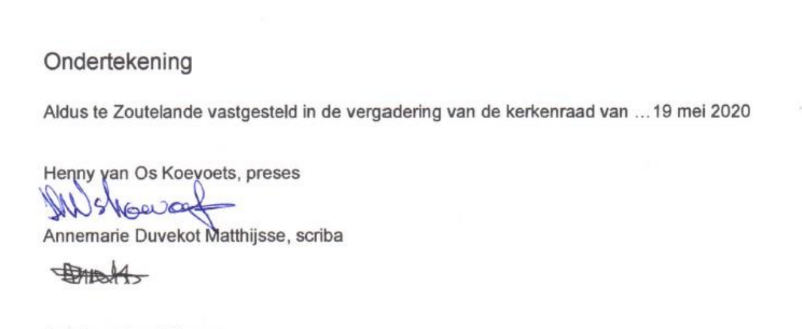 Ondertekening
Aldus te Zoutelande vastgesteld in de vergadering van de kerkenraad van ... 19 mei 2020
Henny van Os Koevoets, preses
Annemarie Duvekot Matthijsse, scriba